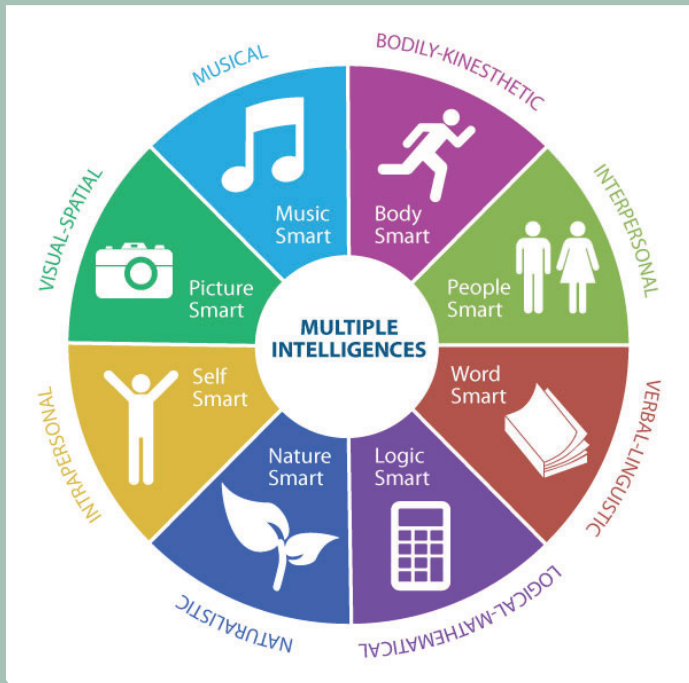 MUSICAL
BODILY-KINESTHETIC
INTERPERSONAL
VERBAL-LINGUISTIC
LOGICAL-MATHEMATICAL
NATURALISTIC
INTRAPERSONAL
VISUAL-SPATIAL
Music
Smart
Body
Smart
People
Smart
Word
Smart
Logic
Smart
Nature
Smart
Self
Smart
Picture
Smart
MULTIPLE
INTELLIGENCES